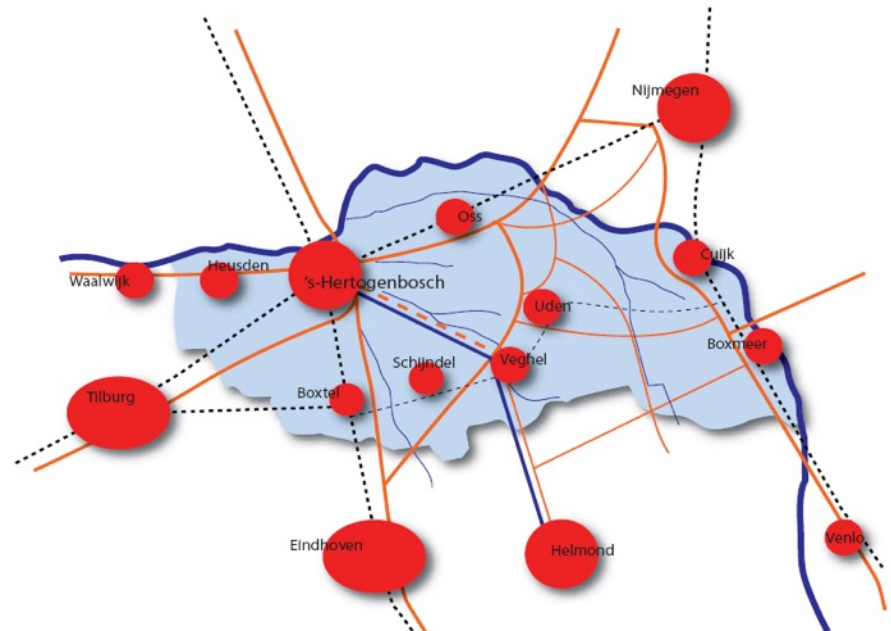 Nijmegen
Oss
Cuijk
Heusden
Waalwijk
's-Hertogenbosch
Uden
Boxmeer
Schijndel
Veghel
Boxtel
Tilburg
Venlo
Eindhoven
Helmond